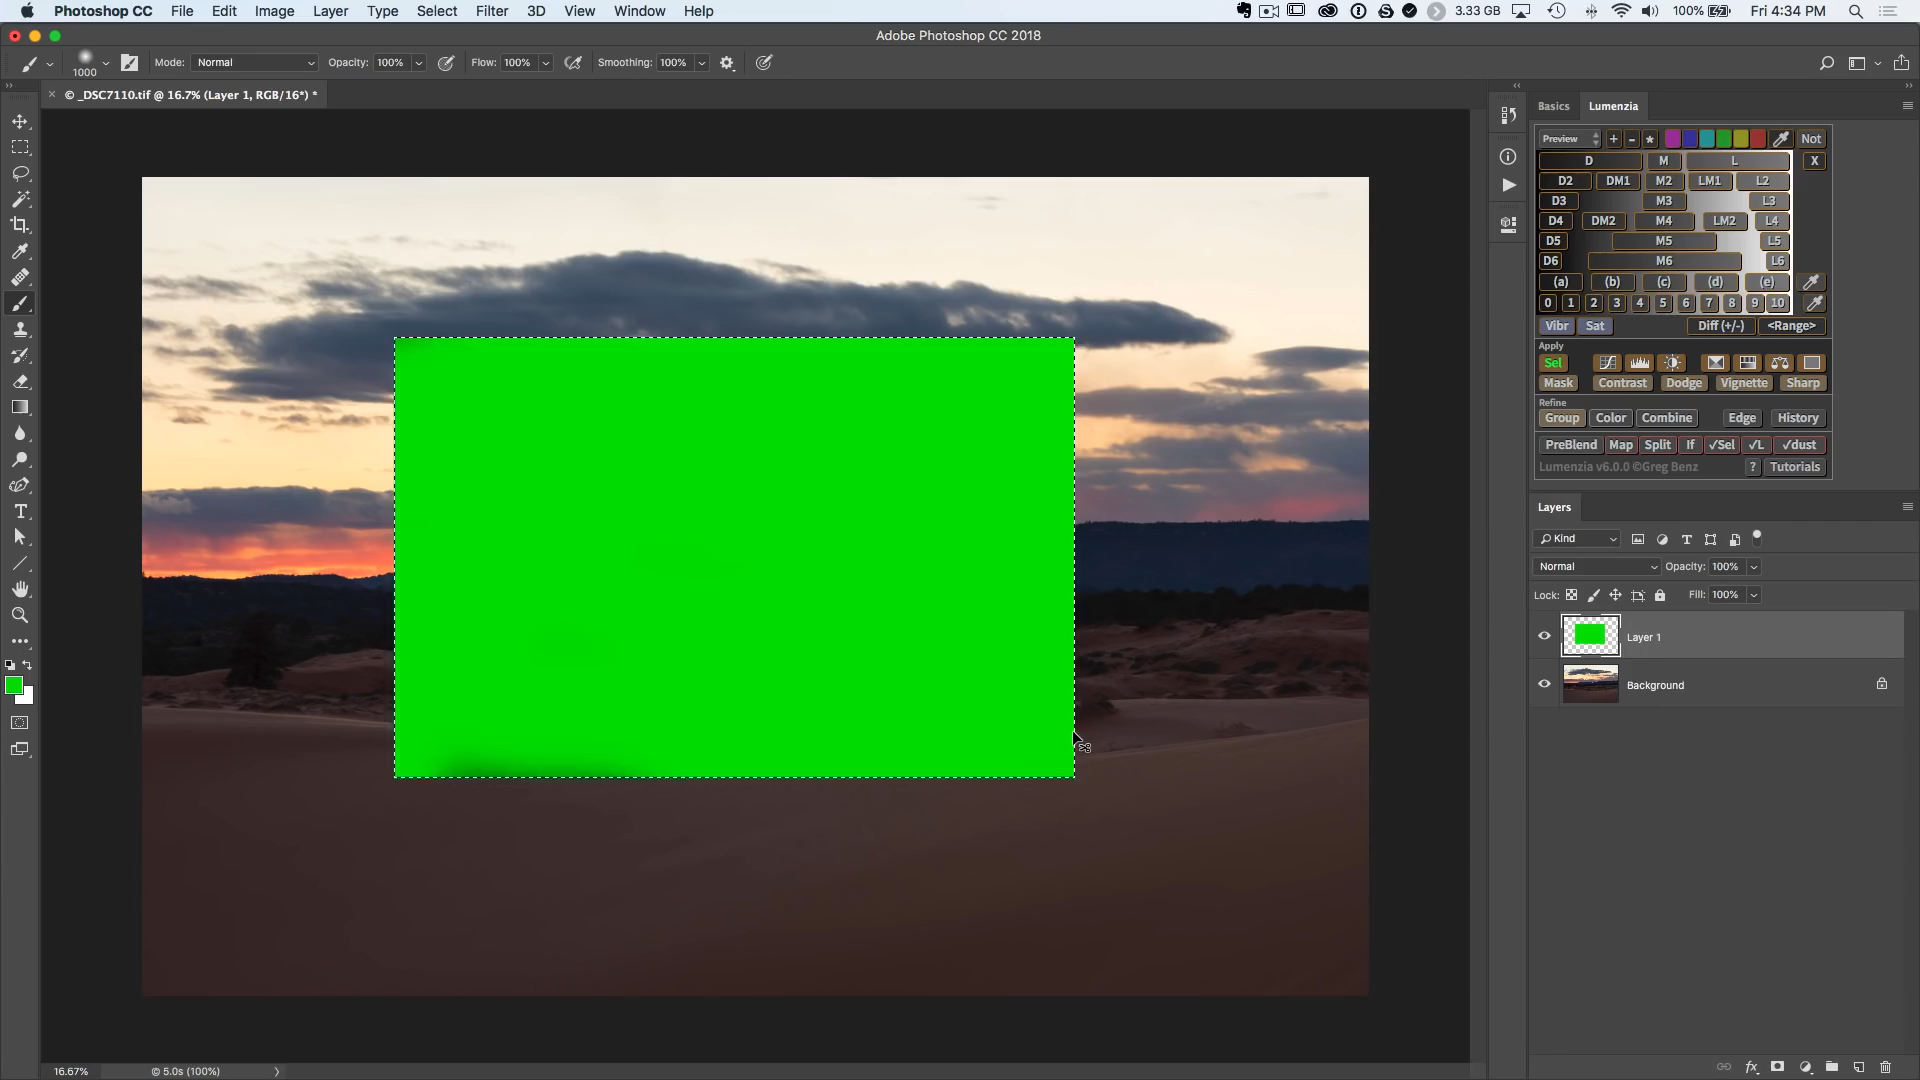 Photoshop CC File Edit Image Layer Type Select Filter 3D View Window Help 3.33 GB 100% Fri 4:34 PM
Adobe Photoshop CC 2018
1000 Mode: Normal Opacity: 100% Flow: 100% Smoothing: 100%
© _DSC7110.tif @ 16.7% (Layer 1, RGB/16*) *
Basics Lumenzia
Preview + - * Not
D M L X
D2 DM1 M2 LM1 L2
D3 M3 L3
D4 DM2 M4 LM2 L4
D5 M5 L5
D6 M6 L6
(a) (b) (c) (d) (e)
0 1 2 3 4 5 6 7 8 9 10
Vibr Sat Diff (+/-) <Range>
Apply
Sel
Mask Contrast Dodge Vignette Sharp
Refine
Group Color Combine Edge History
PreBlend Map Split If √Sel √L √dust
Lumenzia v6.0.0 ©Greg Benz ? Tutorials
Layers
Kind
Normal Opacity: 100%
Lock: Fill: 100%
Layer 1
Background
16.67% © 5.0s (100%)